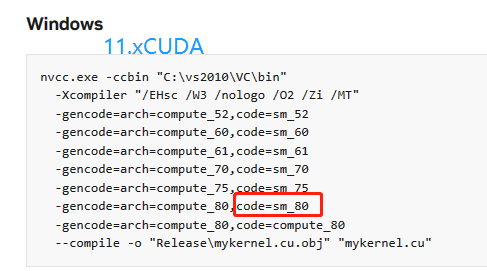 Windows
11.xCUDA
nvcc.exe -ccbin "C:\vs2010\VC\bin"
-Xcompiler "/EHsc /W3 /nologo /O2 /Zi /MT"
-gencode=arch=compute_52,code=sm_52
-gencode=arch=compute_60,code=sm_60
-gencode=arch=compute_61,code=sm_61
-gencode=arch=compute_70,code=sm_70
-gencode=arch=compute_75,code=sm_75
-gencode=arch=compute_80,code=sm_80
-gencode=arch=compute_80,code=compute_80
--compile -o "Release\mykernel.cu.obj" "mykernel.cu"